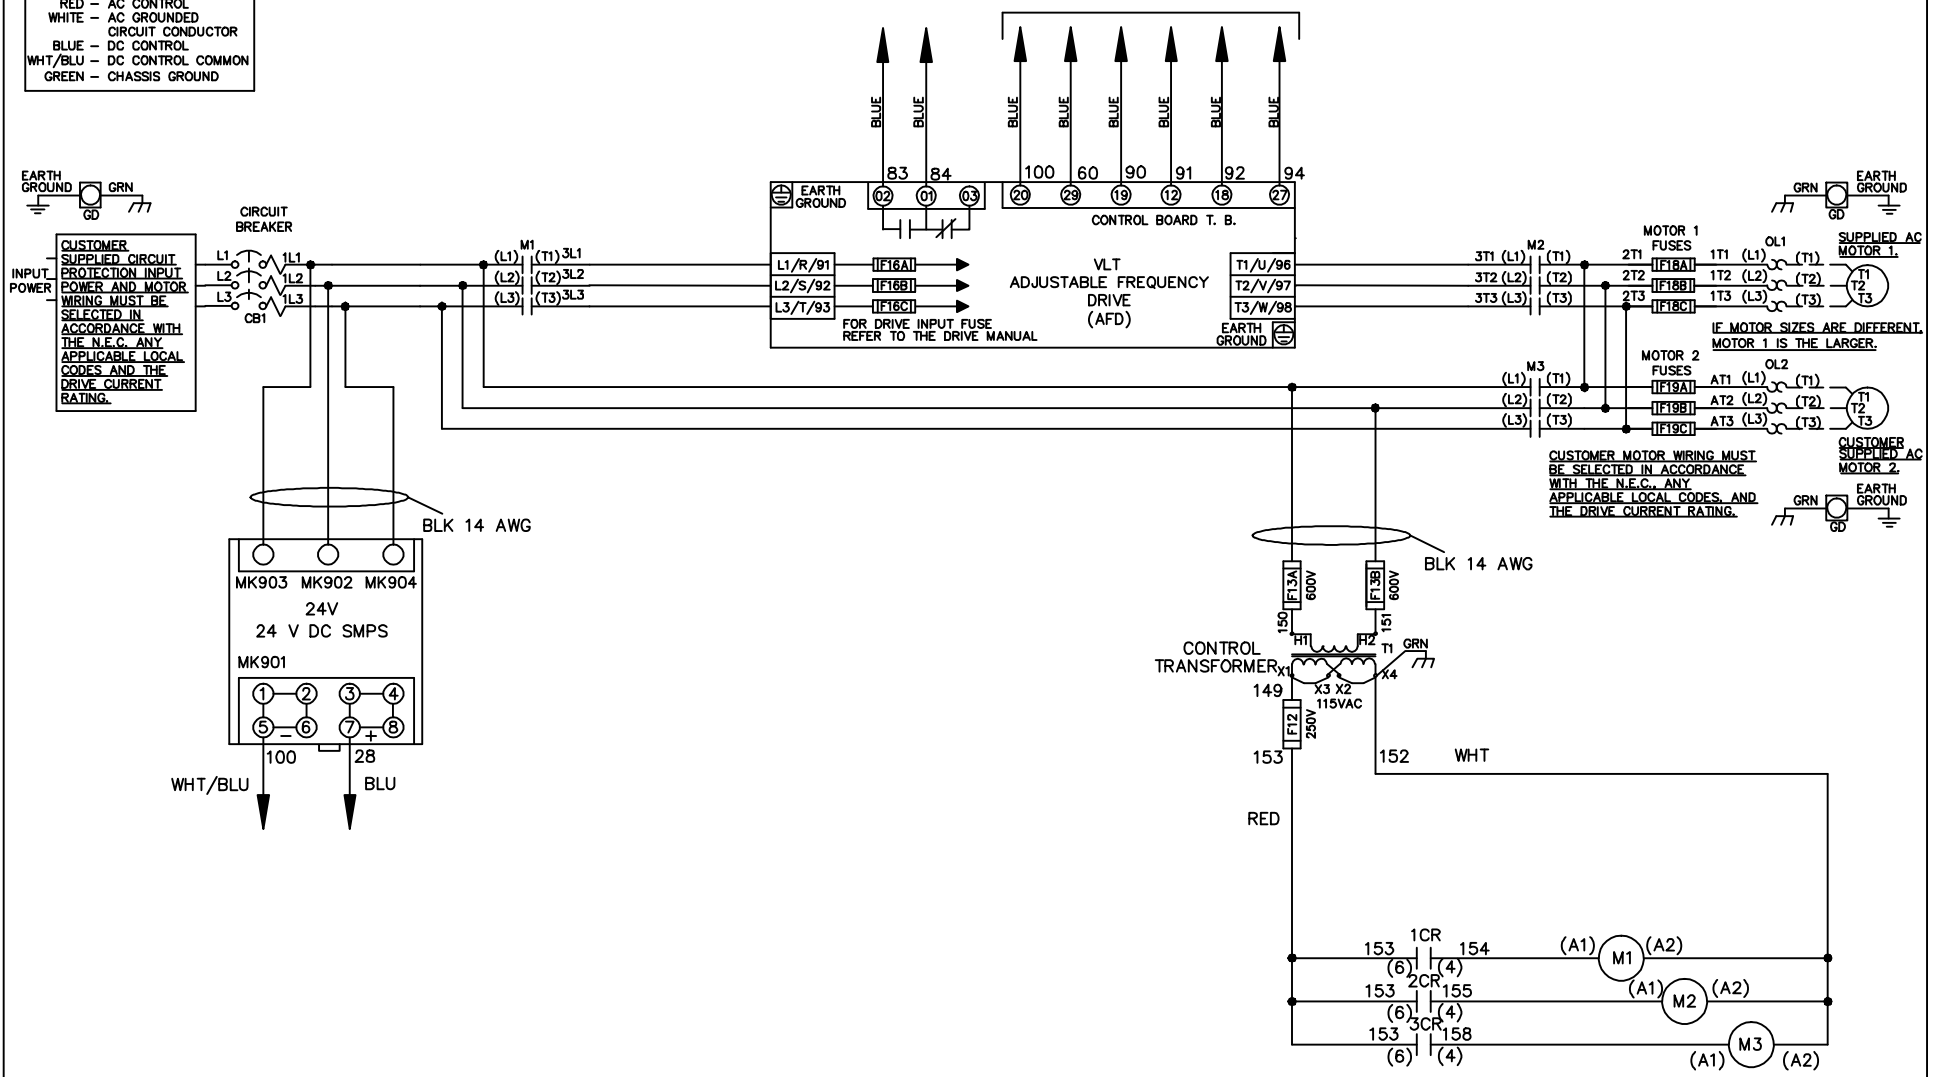 RED – AC CONTROL
WHITE – AC GROUNDED
CIRCUIT CONDUCTOR
BLUE – DC CONTROL
WHT/BLU – DC CONTROL COMMON
GREEN – CHASSIS GROUND
BLUE
BLUE
BLUE
BLUE
BLUE
BLUE
BLUE
BLUE
83 84 100 60 90 91 92 94
EARTH
GROUND
02 01 03
20 29 19 12 18 27
CONTROL BOARD T. B.
L1/R/91
L2/S/92
L3/T/93
F16A
F16B
F16C
FOR DRIVE INPUT FUSE
REFER TO THE DRIVE MANUAL
VLT
ADJUSTABLE FREQUENCY
DRIVE
(AFD)
T1/U/96
T2/V/97
T3/W/98
EARTH
GROUND
EARTH
GROUND
GRN
GD
CIRCUIT
BREAKER
INPUT
POWER
CUSTOMER
SUPPLIED CIRCUIT
PROTECTION INPUT
POWER AND MOTOR
WIRING MUST BE
SELECTED IN
ACCORDANCE WITH
THE N.E.C. ANY
APPLICABLE LOCAL
CODES AND THE
DRIVE CURRENT
RATING.
L1 1L1
L2 1L2
L3 1L3
CB1
M1
(L1) (T1) 3L1
(L2) (T2) 3L2
(L3) (T3) 3L3
M2
3T1 (L1) (T1)
3T2 (L2) (T2)
3T3 (L3) (T3)
MOTOR 1
FUSES
OL1
2T1 F18A 1T1 (L1) (T1)
2T2 F18B 1T2 (L2) (T2)
2T3 F18C 1T3 (L3) (T3)
GRN
GD
EARTH
GROUND
SUPPLIED AC
MOTOR 1.
T1
T2
T3
IF MOTOR SIZES ARE DIFFERENT,
MOTOR 1 IS THE LARGER.
M3
(L1) (T1)
(L2) (T2)
(L3) (T3)
MOTOR 2
FUSES
OL2
F19A AT1 (L1) (T1)
F19B AT2 (L2) (T2)
F19C AT3 (L3) (T3)
T1
T2
T3
CUSTOMER
SUPPLIED AC
MOTOR 2.
CUSTOMER MOTOR WIRING MUST
BE SELECTED IN ACCORDANCE
WITH THE N.E.C., ANY
APPLICABLE LOCAL CODES, AND
THE DRIVE CURRENT RATING.
GRN
GD
EARTH
GROUND
BLK 14 AWG
MK903 MK902 MK904
24V
24 V DC SMPS
MK901
1 2 3 4
5 6 7 8
– +
100 28
WHT/BLU
BLU
BLK 14 AWG
F13A
600V
F13B
600V
150
151
H1 H2
T1
GRN
CONTROL
TRANSFORMER
X1
X3 X2
X4
115VAC
149
F12
250V
153
152
WHT
RED
1CR
153 154
(6) (4)
(A1) M1 (A2)
2CR
153 155
(6) (4)
(A1) M2 (A2)
3CR
153 158
(6) (4)
(A1) M3 (A2)